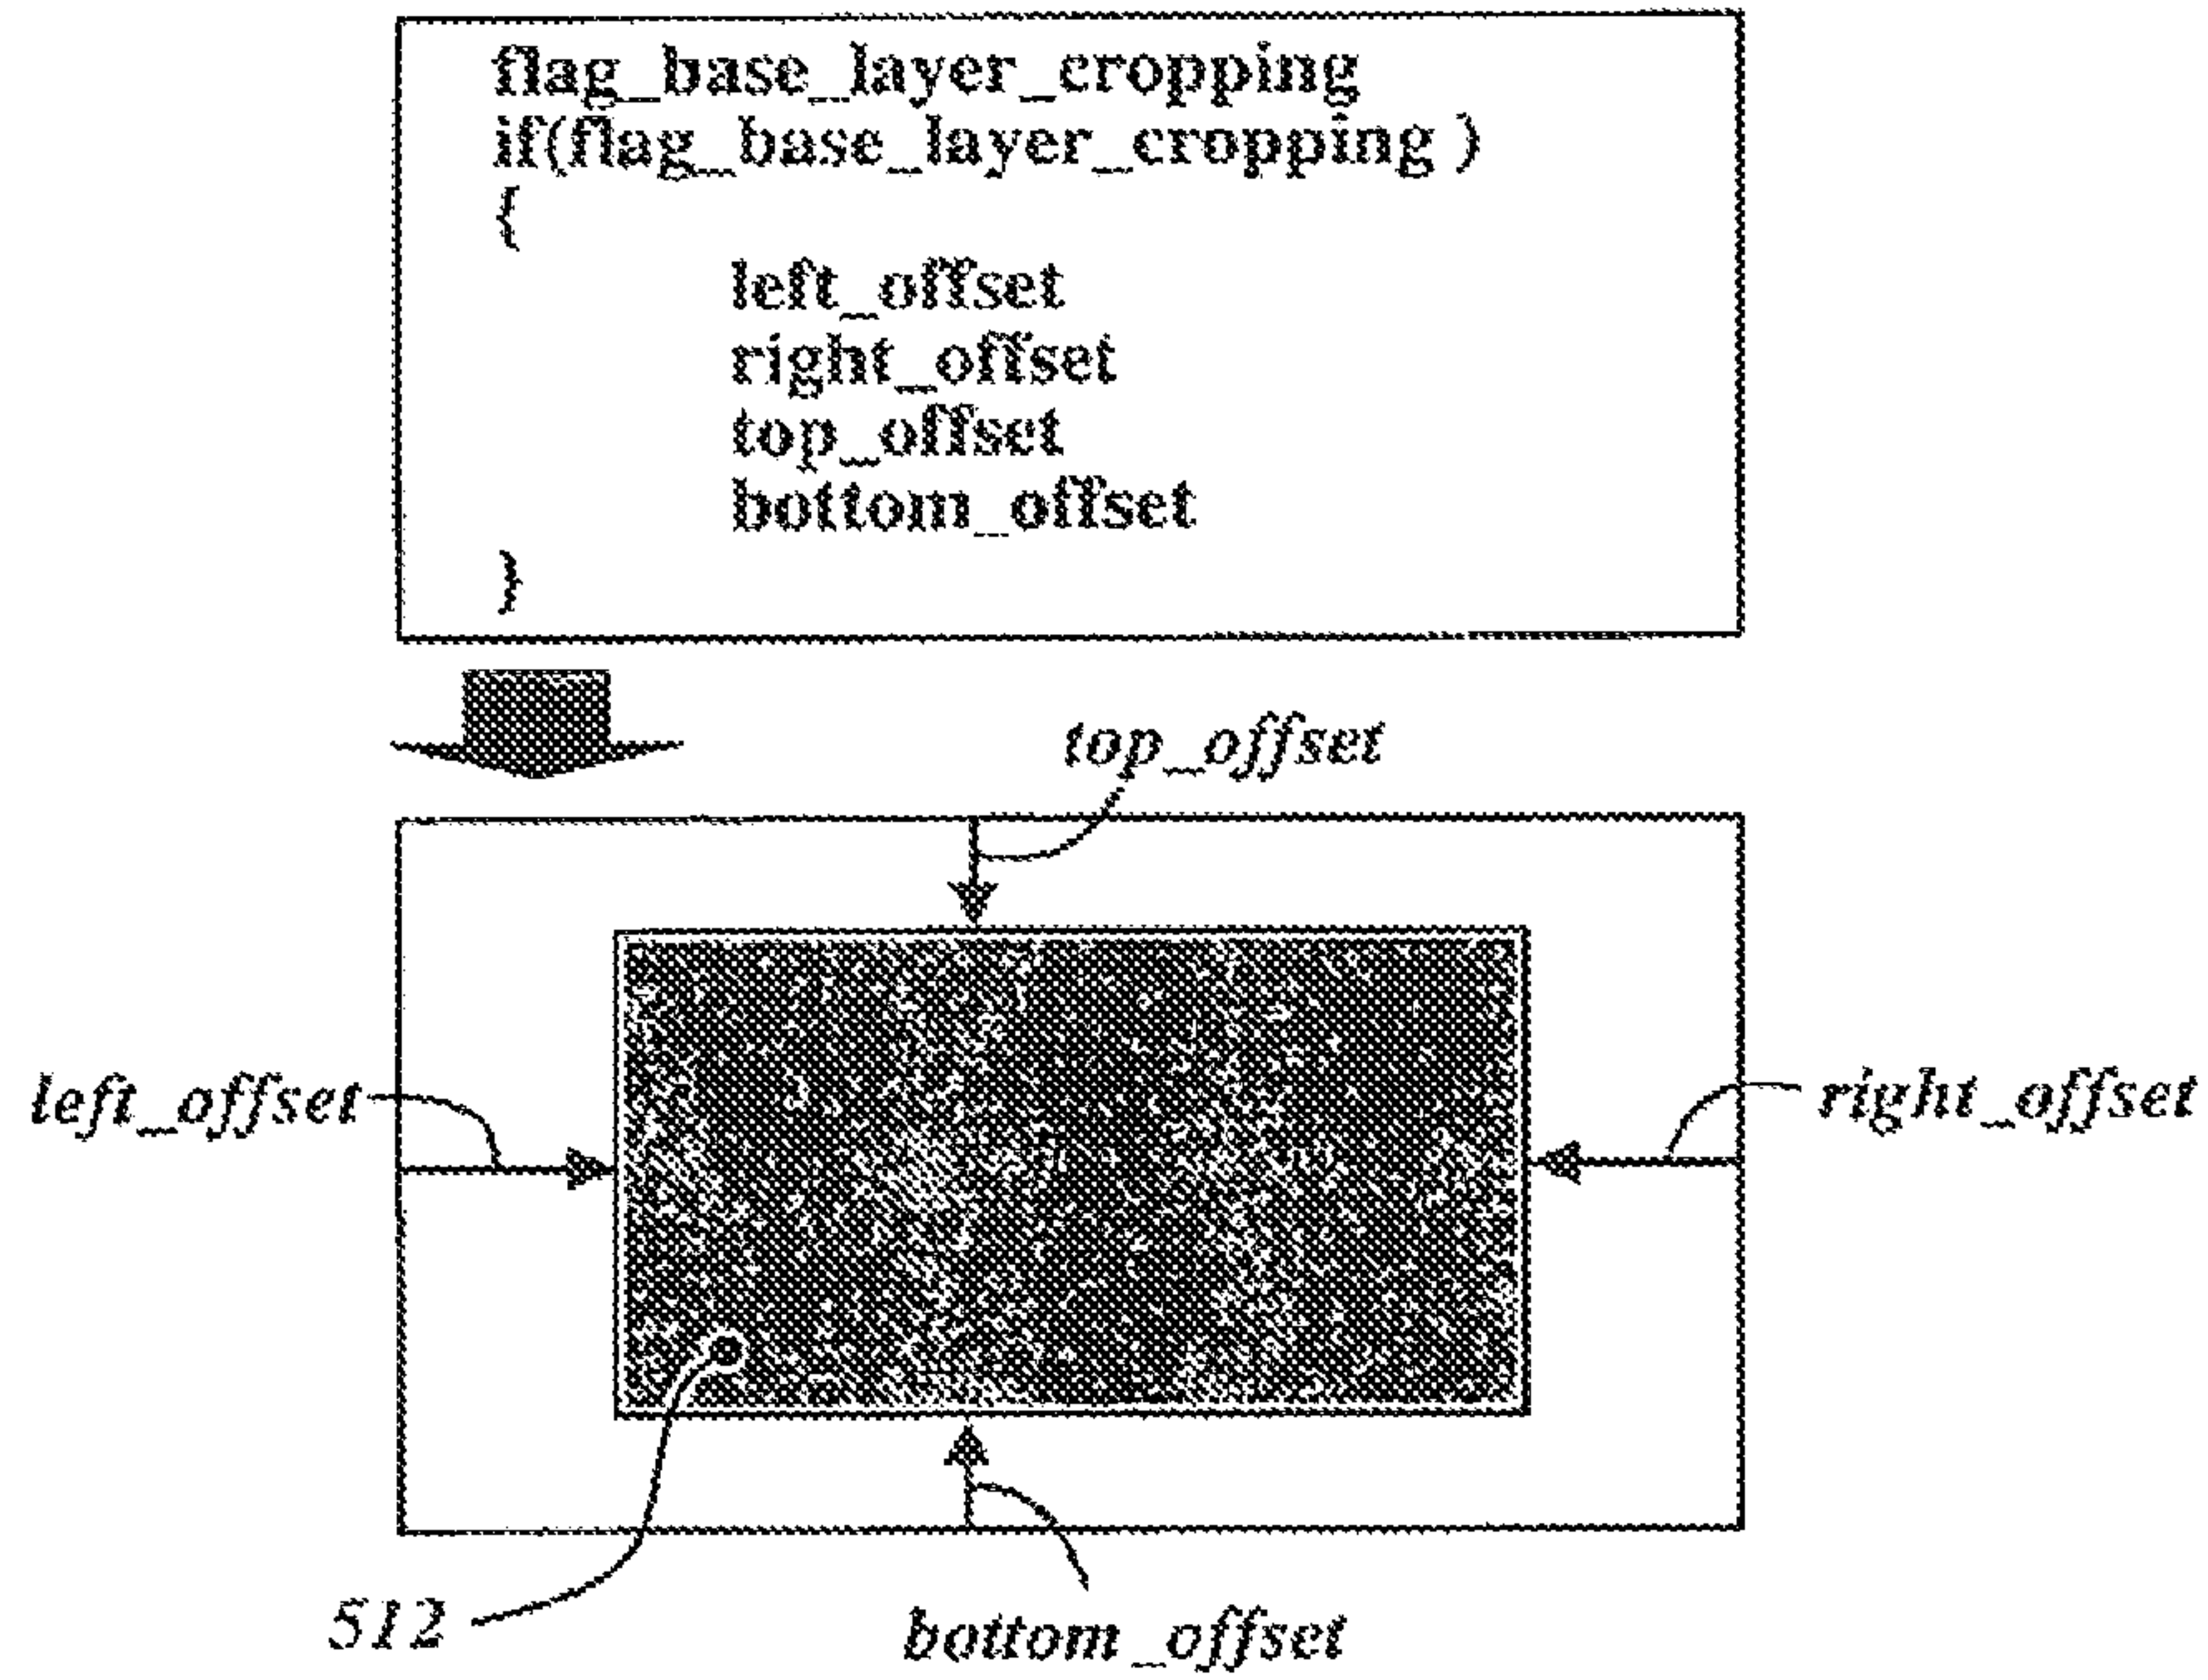 flag_base_layer_cropping
if(flag_base_layer_cropping )
{
left_offset
right_offset
top_offset
bottom_offset
}
top_offset
left_offset
right_offset
512
bottom_offset